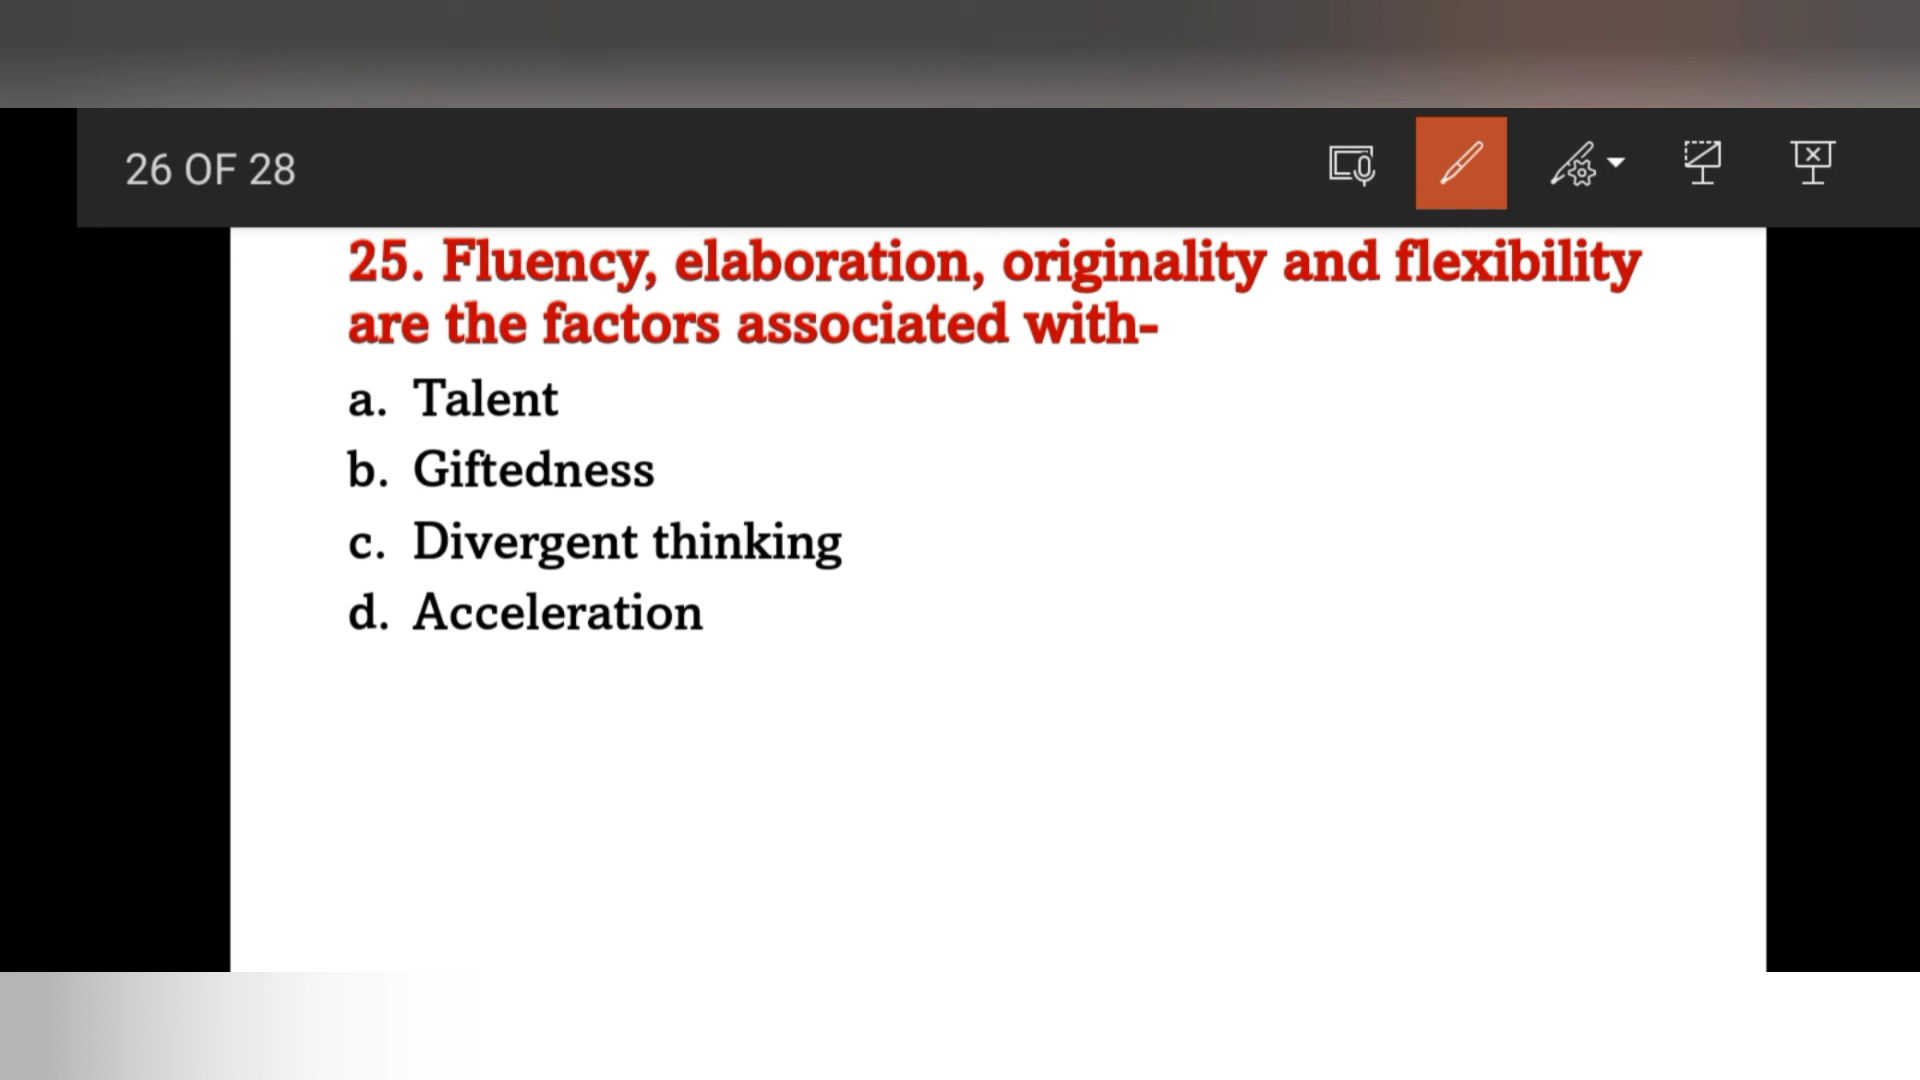 26 OF 28
25. Fluency, elaboration, originality and flexibility
are the factors associated with-
a. Talent
b. Giftedness
c. Divergent thinking
d. Acceleration